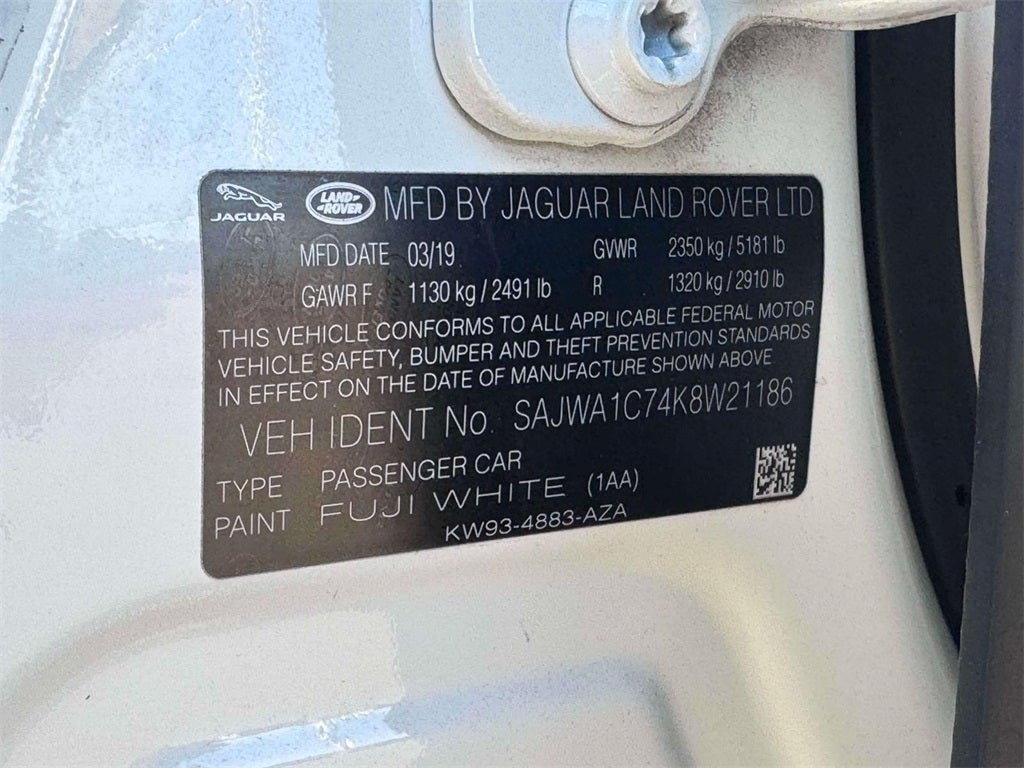 JAGUAR LAND ROVER MFD BY JAGUAR LAND ROVER LTD
MFD DATE 03/19 GVWR 2350 kg / 5181 lb
GAWR F 1130 kg / 2491 lb R 1320 kg / 2910 lb
THIS VEHICLE CONFORMS TO ALL APPLICABLE FEDERAL MOTOR
VEHICLE SAFETY, BUMPER AND THEFT PREVENTION STANDARDS
IN EFFECT ON THE DATE OF MANUFACTURE SHOWN ABOVE
VEH IDENT No. SAJWA1C74K8W21186
TYPE PASSENGER CAR
PAINT FUJI WHITE (1AA)
KW93-4883-AZA